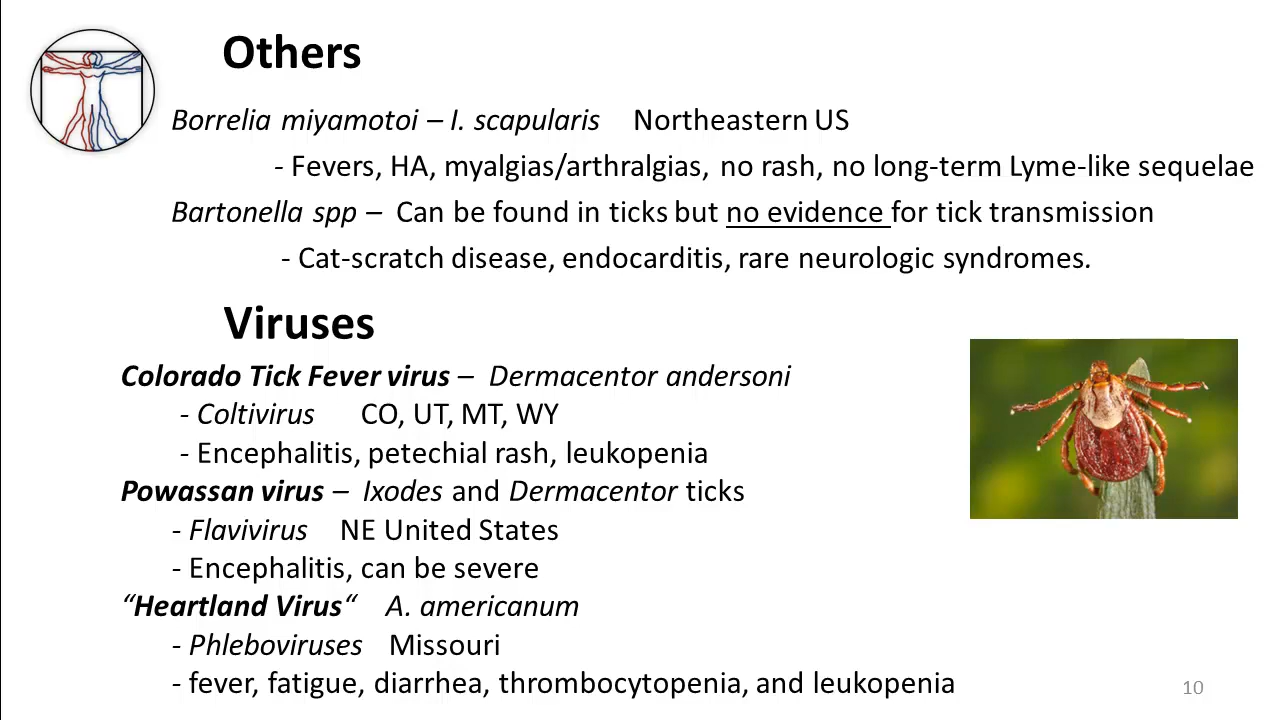 Others
Borrelia miyamotoi – I. scapularis Northeastern US
- Fevers, HA, myalgias/arthralgias, no rash, no long-term Lyme-like sequelae
Bartonella spp – Can be found in ticks but no evidence for tick transmission
- Cat-scratch disease, endocarditis, rare neurologic syndromes.
Viruses
Colorado Tick Fever virus – Dermacentor andersoni
- Coltivirus CO, UT, MT, WY
- Encephalitis, petechial rash, leukopenia
Powassan virus – Ixodes and Dermacentor ticks
- Flavivirus NE United States
- Encephalitis, can be severe
“Heartland Virus“ A. americanum
- Phleboviruses Missouri
- fever, fatigue, diarrhea, thrombocytopenia, and leukopenia
10